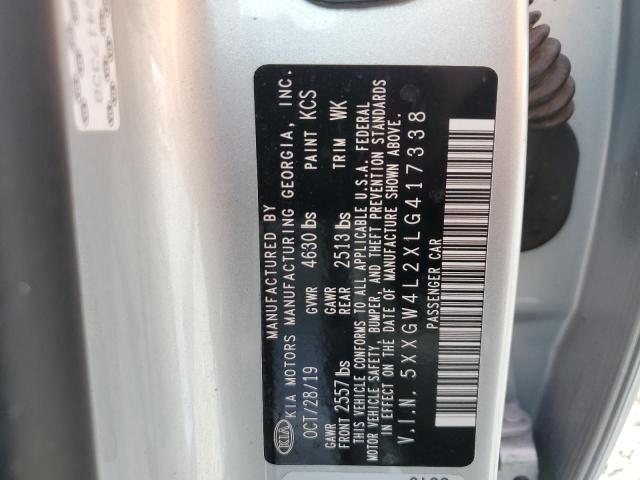 MANUFACTURED BY
KIA KIA MOTORS MANUFACTURING GEORGIA, INC.
OCT/28/19 GVWR 4630 lbs PAINT KCS
GAWR FRONT 2557 lbs GAWR REAR 2513 lbs TRIM WK
THIS VEHICLE CONFORMS TO ALL APPLICABLE U.S.A. FEDERAL
MOTOR VEHICLE SAFETY, BUMPER, AND THEFT PREVENTION STANDARDS
IN EFFECT ON THE DATE OF MANUFACTURE SHOWN ABOVE.
V.I.N. 5XXGW4L2XLG417338
PASSENGER CAR